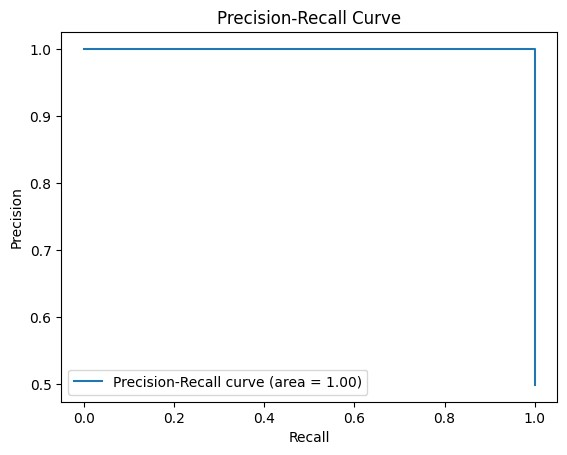 Precision-Recall Curve
1.0
0.9
0.8
0.7
0.6
0.5
Precision
Precision-Recall curve (area = 1.00)
0.0 0.2 0.4 0.6 0.8 1.0
Recall